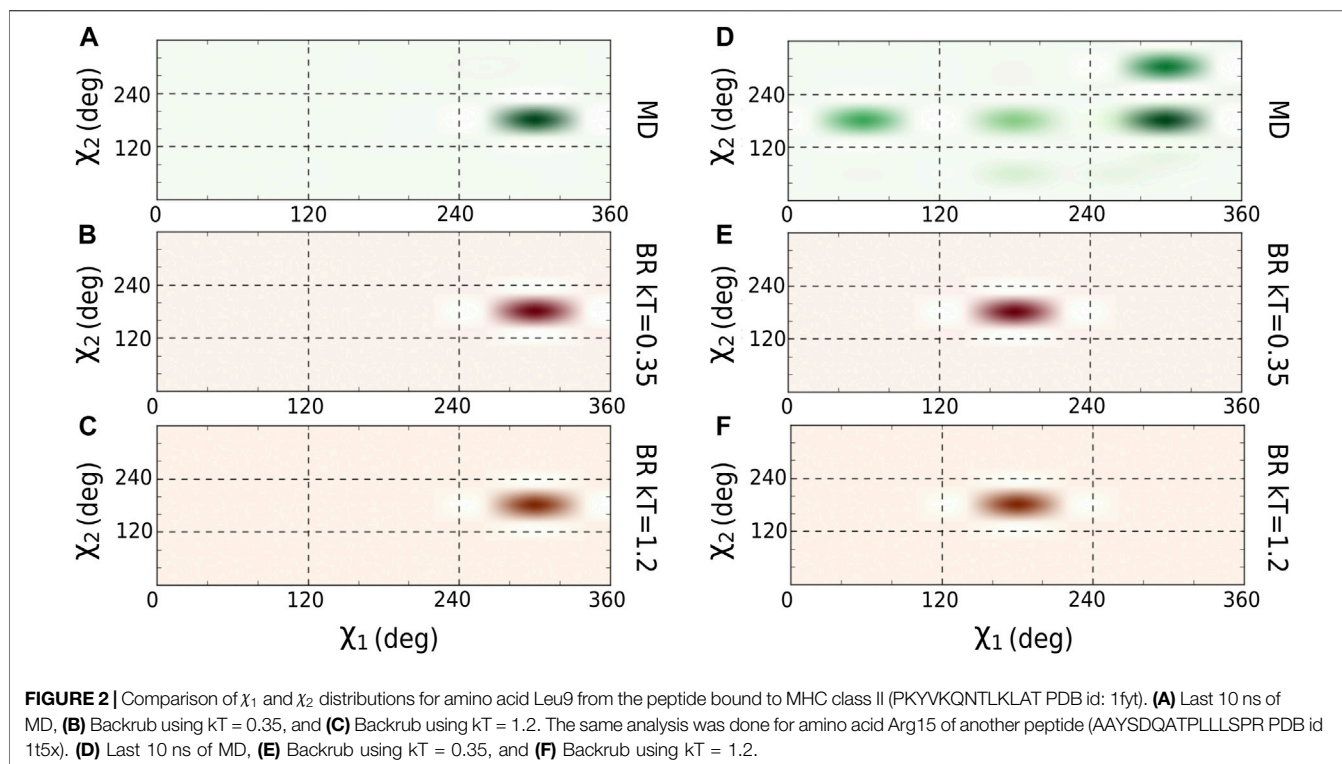 A
χ2 (deg)
240
120
0
120
240
360
MD
B
χ2 (deg)
240
120
0
120
240
360
BR kT=0.35
C
χ2 (deg)
240
120
0
120
240
360
BR kT=1.2
χ1 (deg)
D
χ2 (deg)
240
120
0
120
240
360
MD
E
χ2 (deg)
240
120
0
120
240
360
BR kT=0.35
F
χ2 (deg)
240
120
0
120
240
360
BR kT=1.2
χ1 (deg)
FIGURE 2 | Comparison of χ1 and χ2 distributions for amino acid Leu9 from the peptide bound to MHC class II (PKYVKQNTLKLAT PDB id: 1fyt). (A) Last 10 ns of
MD, (B) Backrub using kT = 0.35, and (C) Backrub using kT = 1.2. The same analysis was done for amino acid Arg15 of another peptide (AAYSDQATPLLLSPR PDB id
1t5x). (D) Last 10 ns of MD, (E) Backrub using kT = 0.35, and (F) Backrub using kT = 1.2.